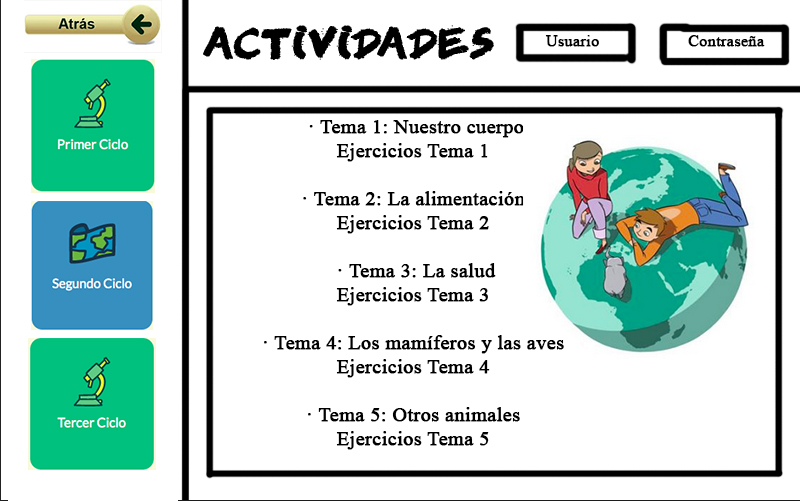 Atrás
Primer Ciclo
Segundo Ciclo
Tercer Ciclo
ACTIVIDADES
Usuario
Contraseña
· Tema 1: Nuestro cuerpo
Ejercicios Tema 1
· Tema 2: La alimentación
Ejercicios Tema 2
· Tema 3: La salud
Ejercicios Tema 3
· Tema 4: Los mamíferos y las aves
Ejercicios Tema 4
· Tema 5: Otros animales
Ejercicios Tema 5